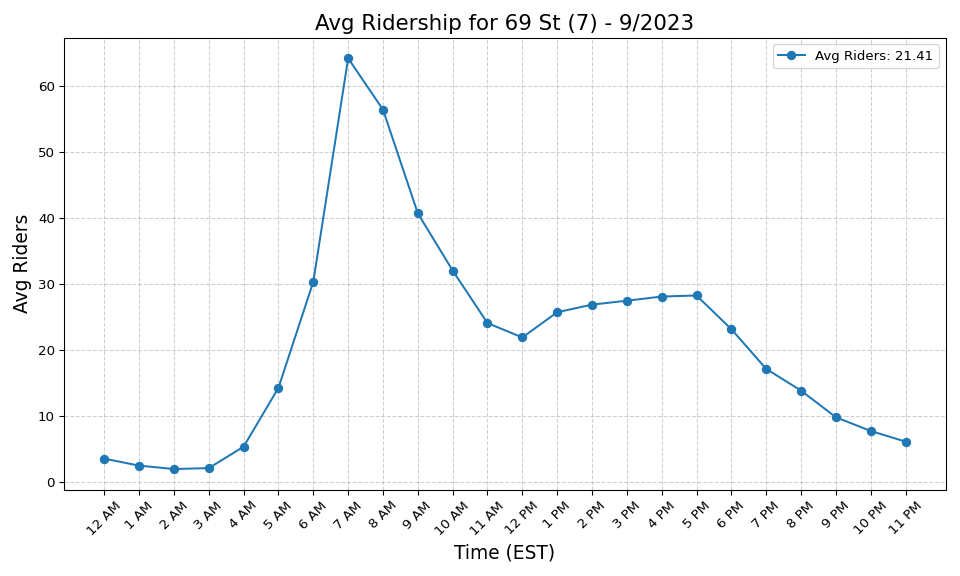 Avg Ridership for 69 St (7) - 9/2023
Avg Riders: 21.41
Avg Riders
60
50
40
30
20
10
0
12 AM
1 AM
2 AM
3 AM
4 AM
5 AM
6 AM
7 AM
8 AM
9 AM
10 AM
11 AM
12 PM
1 PM
2 PM
3 PM
4 PM
5 PM
6 PM
7 PM
8 PM
9 PM
10 PM
11 PM
Time (EST)